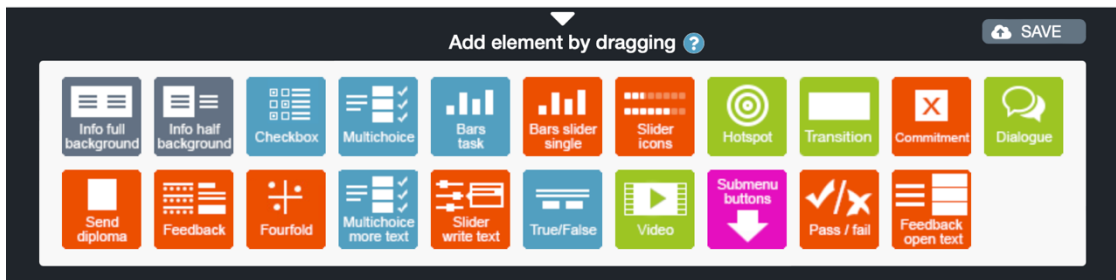 Add element by dragging ?
SAVE
Info full
background
Info half
background
Checkbox
Multichoice
Bars
task
Bars slider
single
Slider
icons
Hotspot
Transition
X
Commitment
Dialogue
Send
diploma
Feedback
Fourfold
Multichoice
more text
Slider
write text
True/False
Video
Submenu
buttons
Pass / fail
Feedback
open text